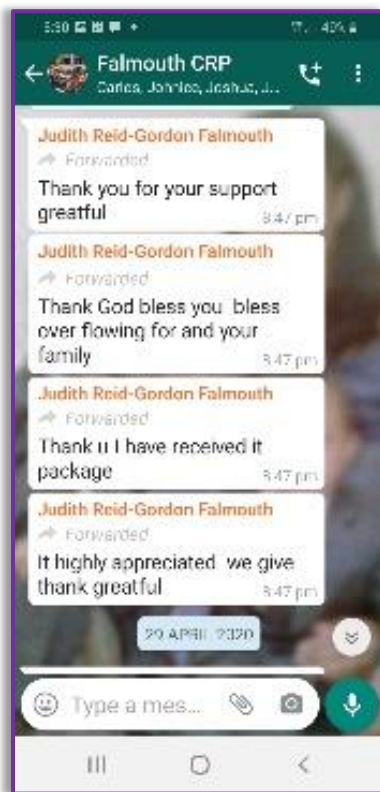 5:30
40%
Falmouth CRP
Carlos, Johniee, Joshua, J...
Judith Reid-Gordon Falmouth
Forwarded
Thank you for your support
greatful
8:47 pm
Judith Reid-Gordon Falmouth
Forwarded
Thank God bless you bless
over flowing for and your
family
8:47 pm
Judith Reid-Gordon Falmouth
Forwarded
Thank u I have received it
package
8:47 pm
Judith Reid-Gordon Falmouth
Forwarded
It highly appreciated we give
thank greatful
8:47 pm
29 APRIL 2020
Type a mes...